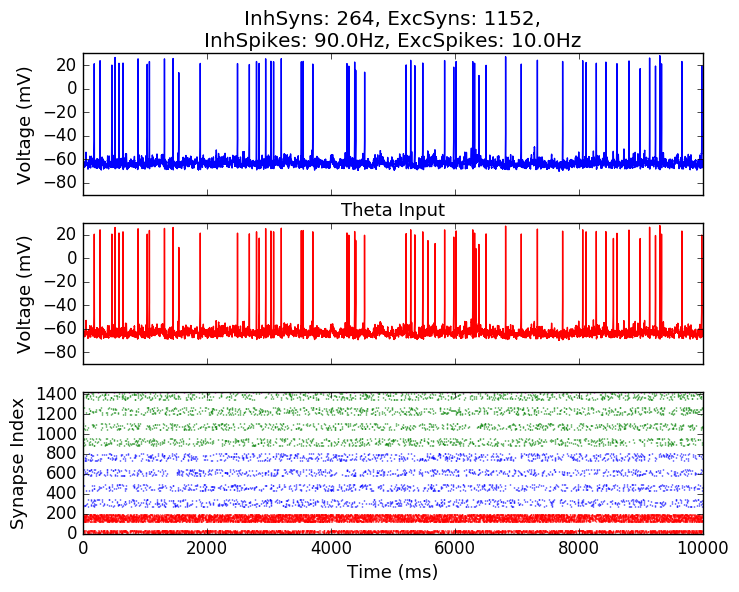 InhSyns: 264, ExcSyns: 1152,
InhSpikes: 90.0Hz, ExcSpikes: 10.0Hz
Voltage (mV)
20
0
−20
−40
−60
−80
Theta Input
Voltage (mV)
20
0
−20
−40
−60
−80
Synapse Index
1400
1200
1000
800
600
400
200
0
0 2000 4000 6000 8000 10000
Time (ms)